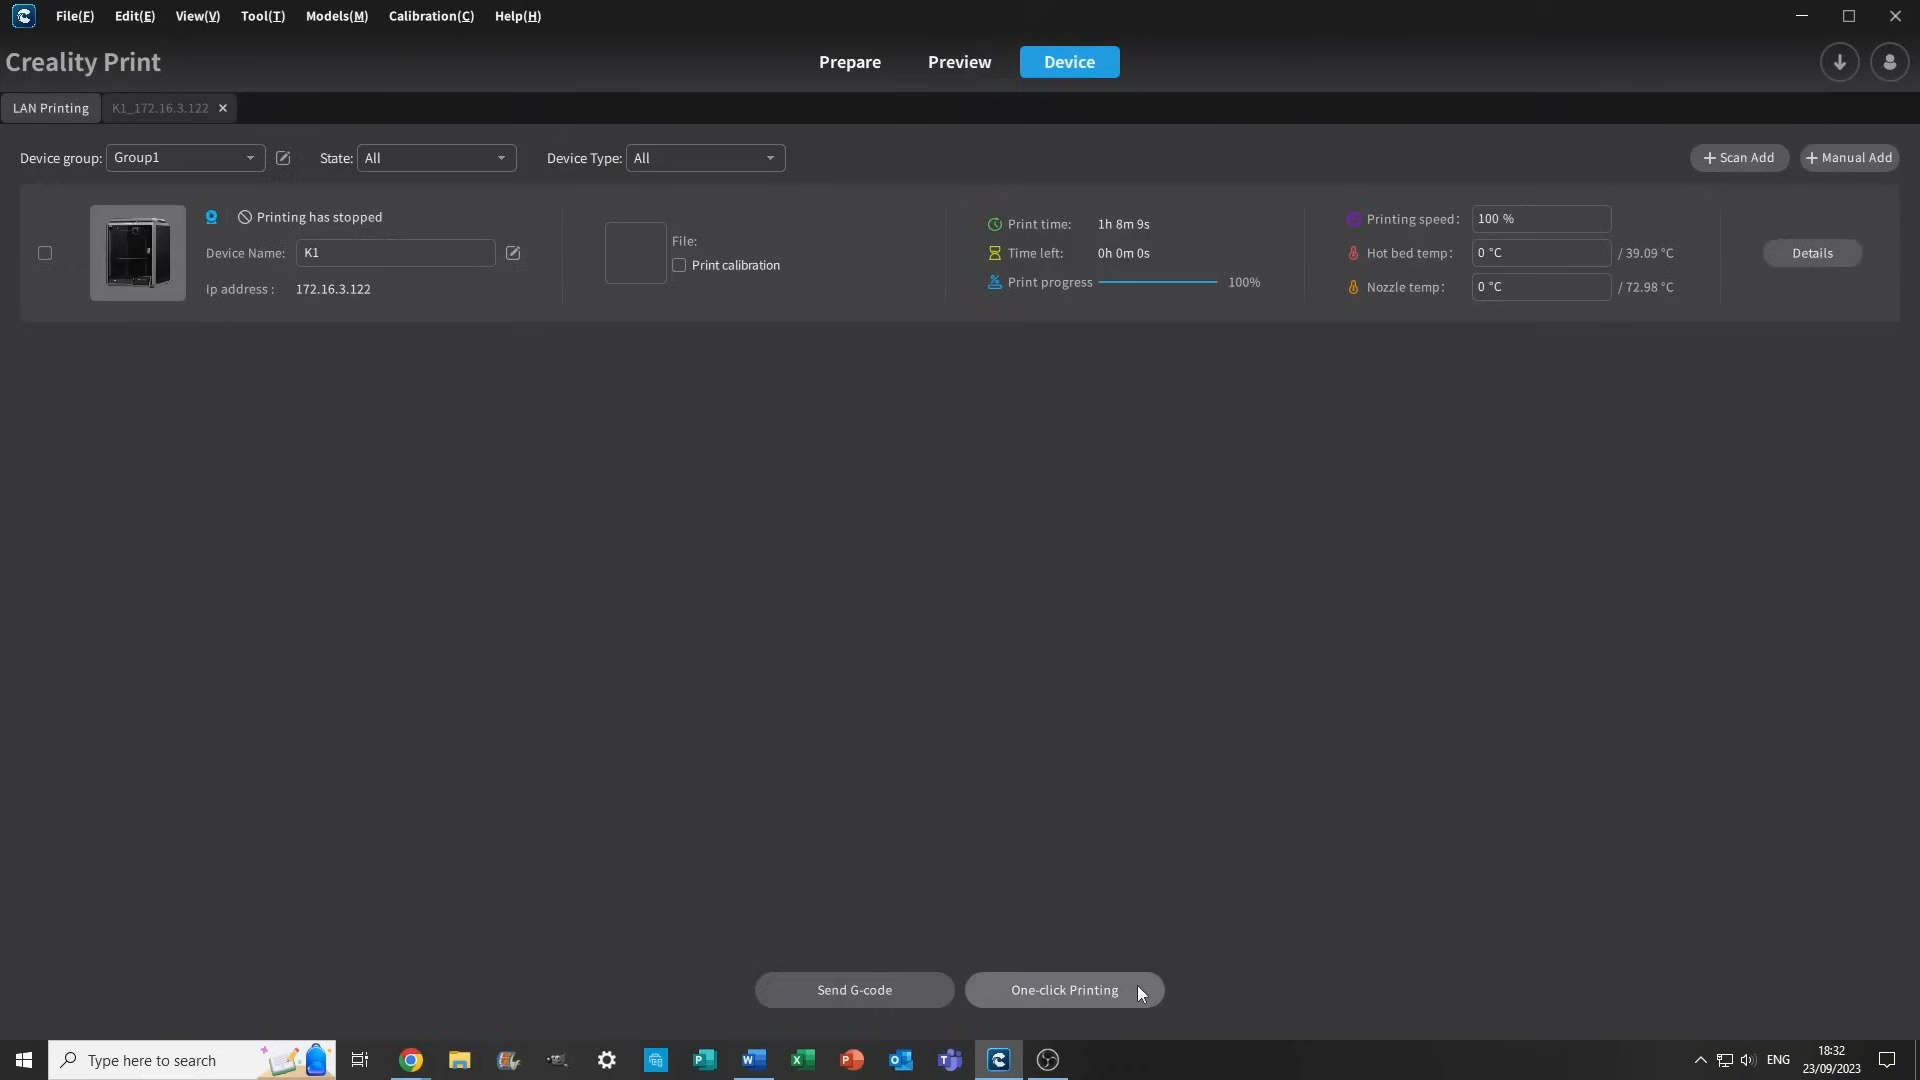 File(F) Edit(E) View(V) Tool(T) Models(M) Calibration(C) Help(H)
Creality Print
Prepare Preview Device
LAN Printing K1_172.16.3.122
Device group: Group1 State: All Device Type: All Scan Add Manual Add
Printing has stopped
Device Name: K1
Ip address : 172.16.3.122
File:
Print calibration
Print time: 1h 8m 9s
Time left: 0h 0m 0s
Print progress 100%
Printing speed: 100 %
Hot bed temp: 0 °C / 39.09 °C
Nozzle temp: 0 °C / 72.98 °C
Details
Send G-code One-click Printing
Type here to search
ENG
18:32
23/09/2023